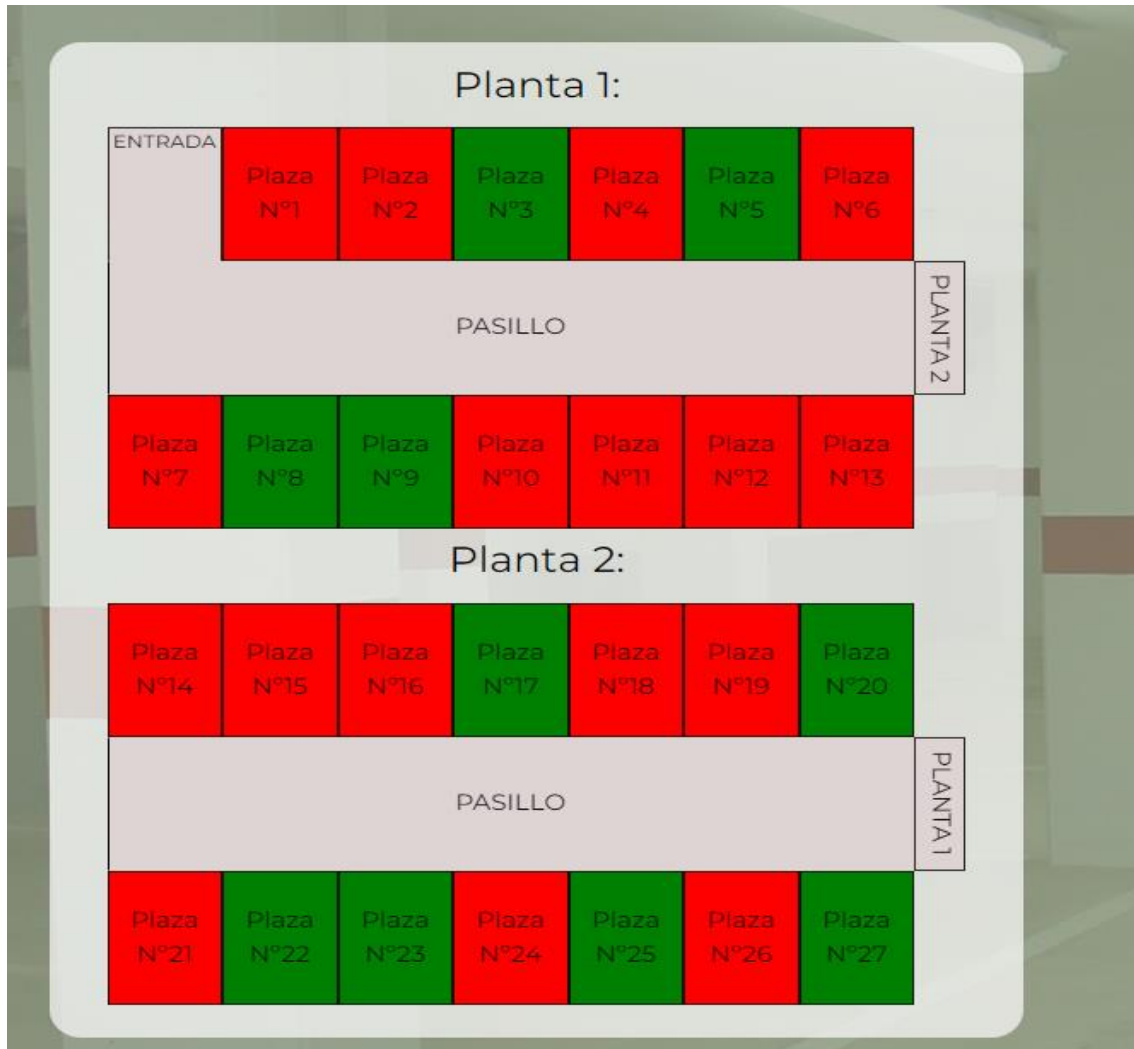 Planta 1:
ENTRADA
Plaza
Nº1
Plaza
Nº2
Plaza
Nº3
Plaza
Nº4
Plaza
Nº5
Plaza
Nº6
PASILLO
PLANTA 2
Plaza
Nº7
Plaza
Nº8
Plaza
Nº9
Plaza
Nº10
Plaza
Nº11
Plaza
Nº12
Plaza
Nº13
Planta 2:
Plaza
Nº14
Plaza
Nº15
Plaza
Nº16
Plaza
Nº17
Plaza
Nº18
Plaza
Nº19
Plaza
Nº20
PASILLO
PLANTA 1
Plaza
Nº21
Plaza
Nº22
Plaza
Nº23
Plaza
Nº24
Plaza
Nº25
Plaza
Nº26
Plaza
Nº27